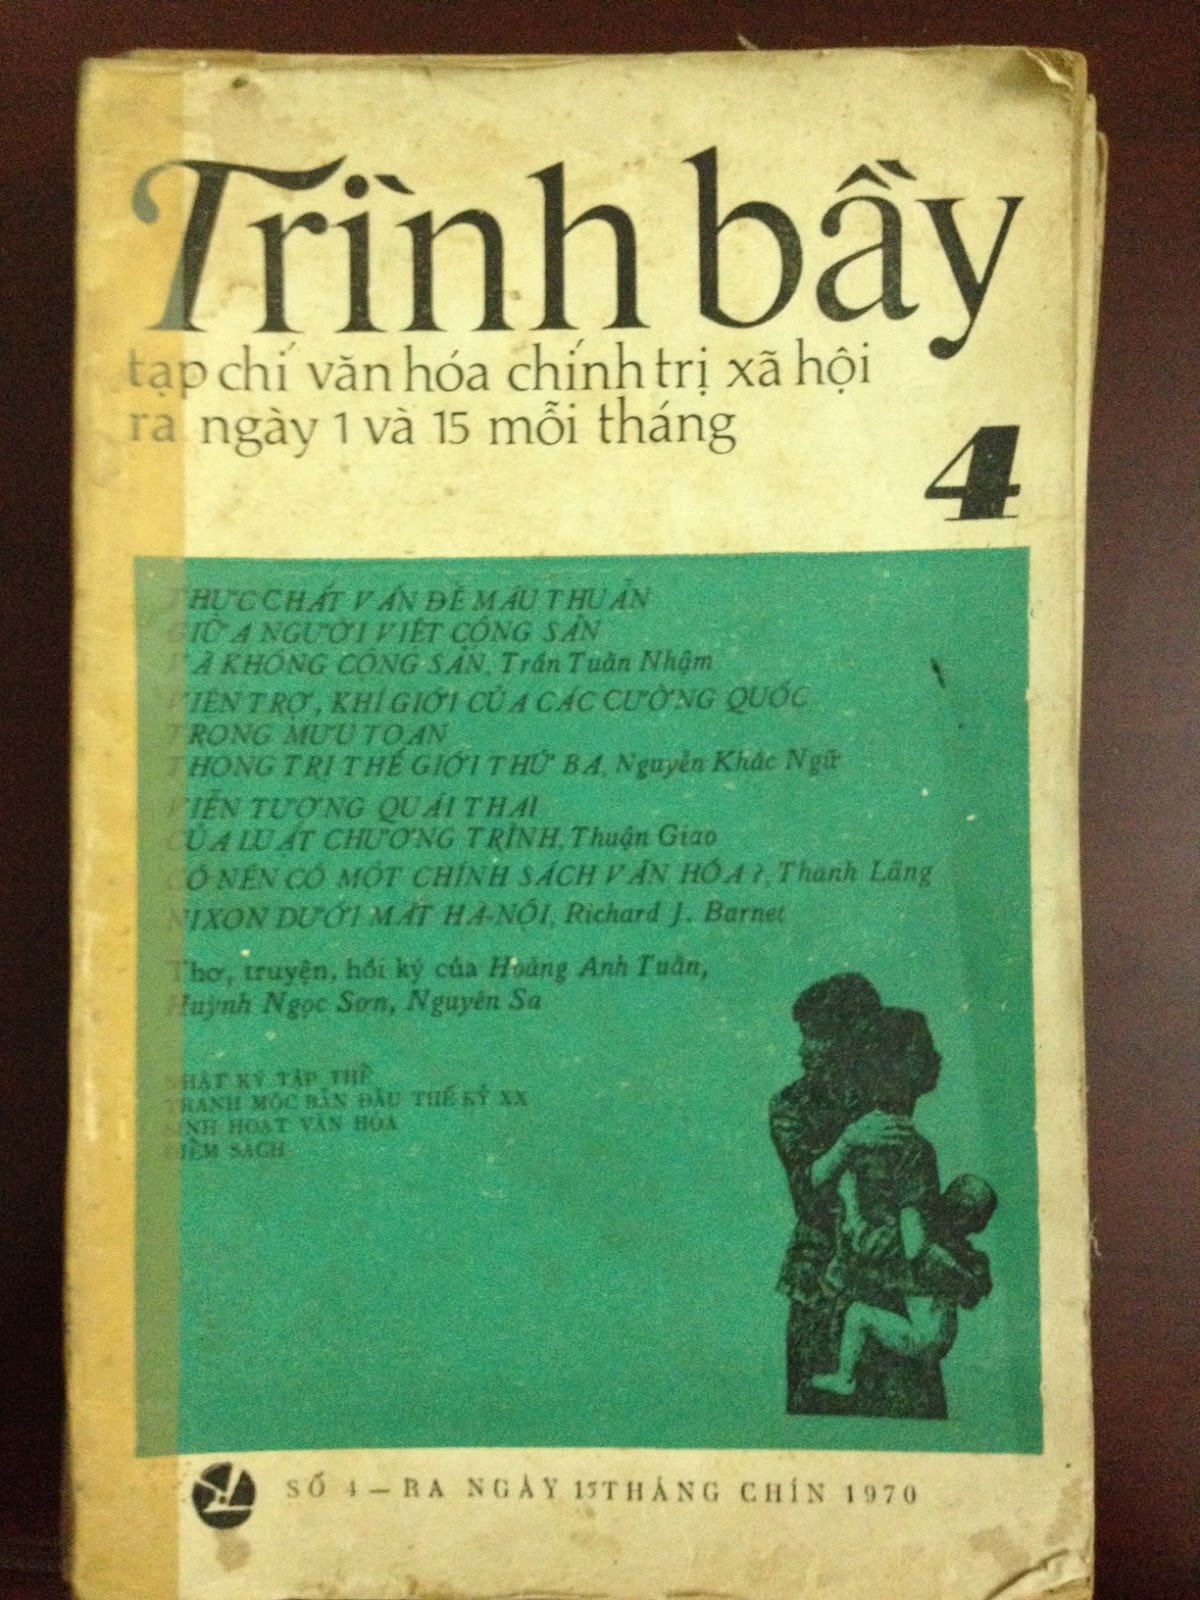 Trình bầy
tạp chí văn hóa chính trị xã hội
ra ngày 1 và 15 mỗi tháng
4
THỰC CHẤT VẤN ĐỀ MÂU THUẪN
GIỮA NGƯỜI VIỆT CỘNG SẢN
VÀ KHÔNG CỘNG SẢN, Trần Tuấn Nhậm
VIỆN TRỢ, KHÍ GIỚI CỦA CÁC CƯỜNG QUỐC
TRONG MƯU TOAN
THỐNG TRỊ THẾ GIỚI THỨ BA, Nguyễn Khắc Ngữ
VIỄN TƯỢNG QUÁI THAI
CỦA LUẬT CHƯƠNG TRÌNH, Thuận Giao
CÓ NÊN CÓ MỘT CHÍNH SÁCH VĂN HÓA ?, Thanh Lãng
NIXON DƯỚI MẮT HÀ-NỘI, Richard J. Barnet
Thơ, truyện, hồi ký của Hoàng Anh Tuấn,
Huỳnh Ngọc Sơn, Nguyên Sa
NHẬT KÝ TẬP THỂ
TRANH MỘC BẢN ĐẦU THẾ KỶ XX
SINH HOẠT VĂN HÓA
ĐIỂM SÁCH
SỐ 4 — RA NGÀY 15 THÁNG CHÍN 1970